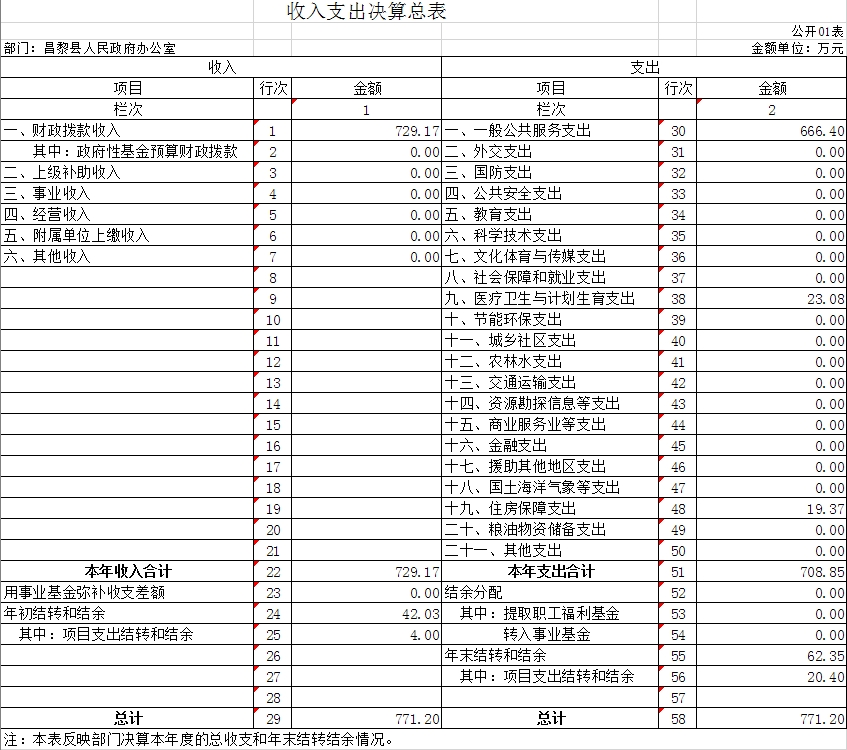 收入支出决算总表
公开01表
部门：昌黎县人民政府办公室 金额单位：万元
收入 支出
项目 行次 金额 项目 行次 金额
栏次 1 栏次 2
一、财政拨款收入 1 729.17 一、一般公共服务支出 30 666.40
其中：政府性基金预算财政拨款 2 0.00 二、外交支出 31 0.00
二、上级补助收入 3 0.00 三、国防支出 32 0.00
三、事业收入 4 0.00 四、公共安全支出 33 0.00
四、经营收入 5 0.00 五、教育支出 34 0.00
五、附属单位上缴收入 6 0.00 六、科学技术支出 35 0.00
六、其他收入 7 0.00 七、文化体育与传媒支出 36 0.00
8 八、社会保障和就业支出 37 0.00
9 九、医疗卫生与计划生育支出 38 23.08
10 十、节能环保支出 39 0.00
11 十一、城乡社区支出 40 0.00
12 十二、农林水支出 41 0.00
13 十三、交通运输支出 42 0.00
14 十四、资源勘探信息等支出 43 0.00
15 十五、商业服务业等支出 44 0.00
16 十六、金融支出 45 0.00
17 十七、援助其他地区支出 46 0.00
18 十八、国土海洋气象等支出 47 0.00
19 十九、住房保障支出 48 19.37
20 二十、粮油物资储备支出 49 0.00
21 二十一、其他支出 50 0.00
本年收入合计 22 729.17 本年支出合计 51 708.85
用事业基金弥补收支差额 23 0.00 结余分配 52 0.00
年初结转和结余 24 42.03 其中：提取职工福利基金 53 0.00
其中：项目支出结转和结余 25 4.00 转入事业基金 54 0.00
26 年末结转和结余 55 62.35
27 其中：项目支出结转和结余 56 20.40
28 57
总计 29 771.20 总计 58 771.20
注：本表反映部门决算本年度的总收支和年末结转结余情况。